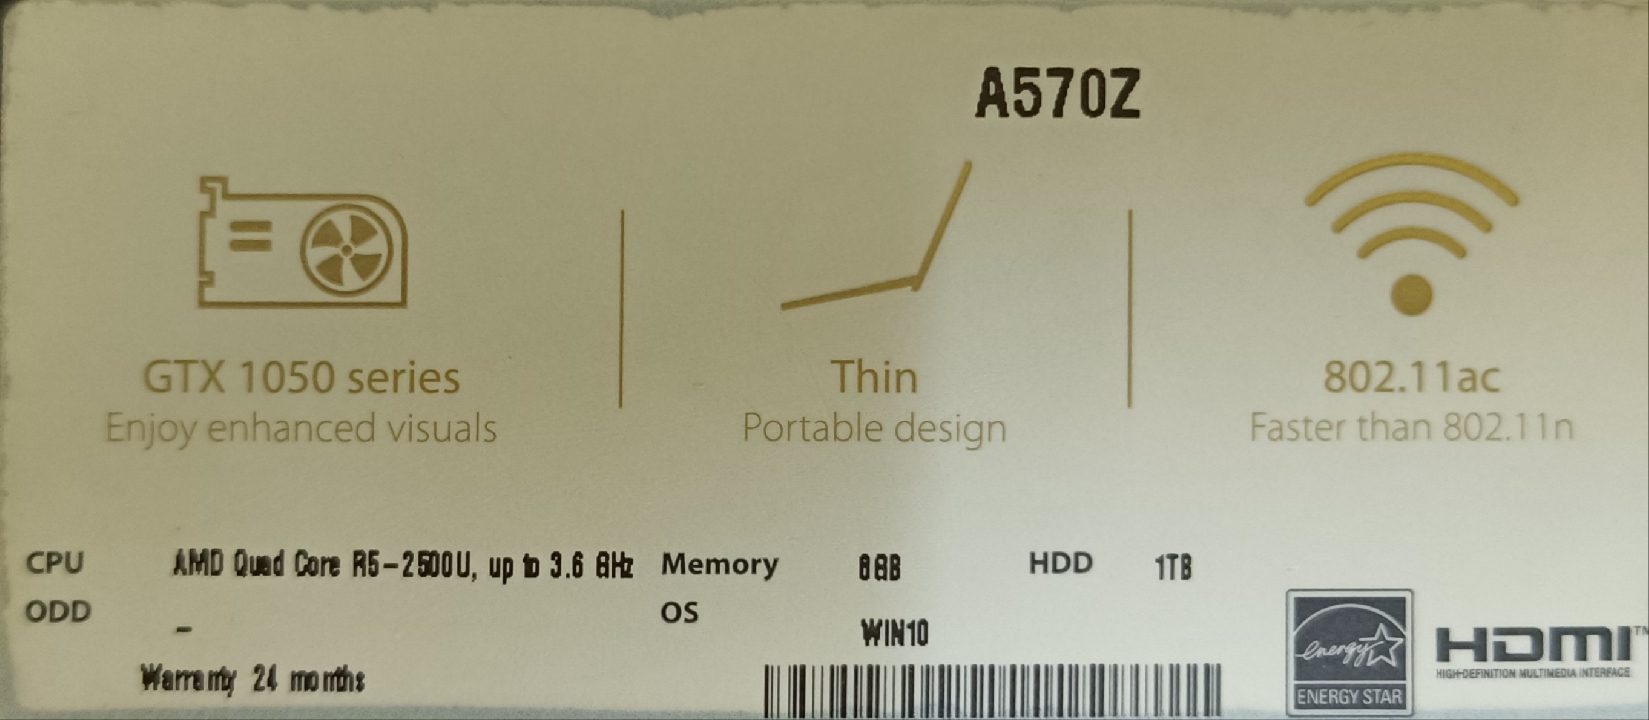 A570Z
GTX 1050 series
Enjoy enhanced visuals
Thin
Portable design
802.11ac
Faster than 802.11n
CPU AMD Quad Core R5-2500U, up to 3.6 GHz Memory 8GB HDD 1TB
ODD - OS WIN10
Warranty 24 months
energy
ENERGY STAR
HDMI™
HIGH-DEFINITION MULTIMEDIA INTERFACE